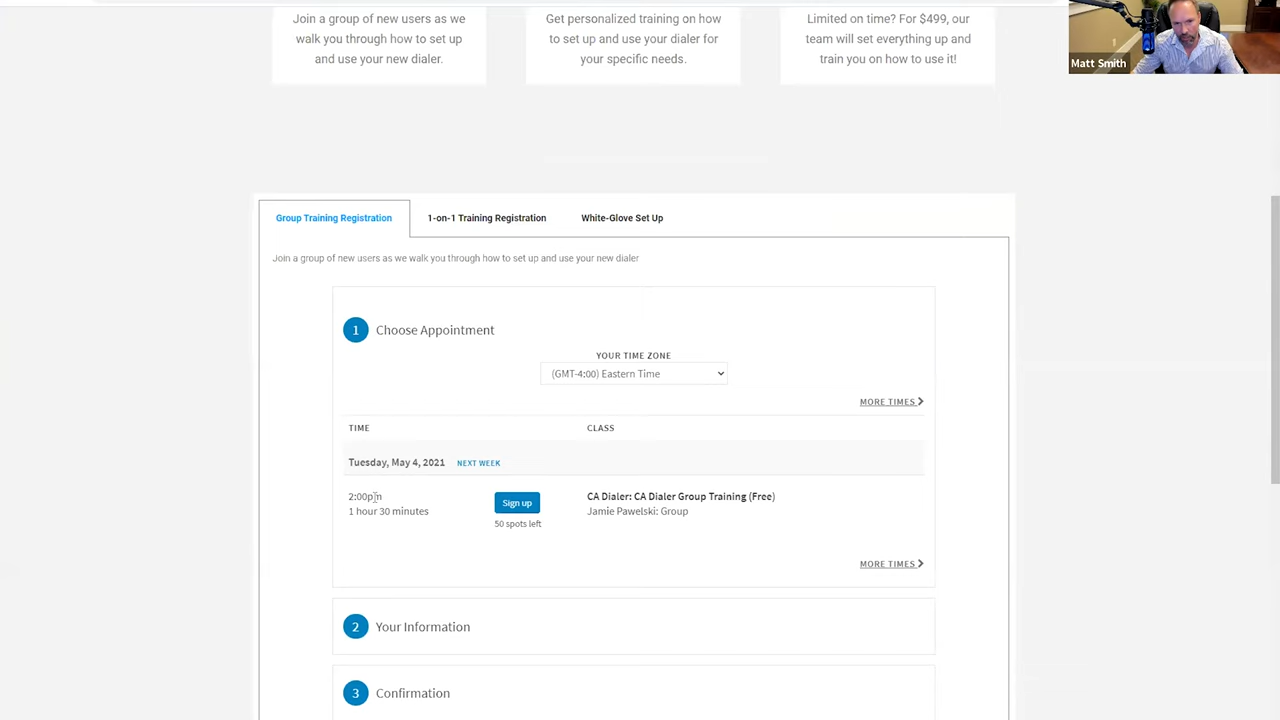 Join a group of new users as we
walk you through how to set up
and use your new dialer.
Get personalized training on how
to set up and use your dialer for
your specific needs.
Limited on time? For $499, our
team will set everything up and
train you on how to use it!
Matt Smith
Group Training Registration
1-on-1 Training Registration
White-Glove Set Up
Join a group of new users as we walk you through how to set up and use your new dialer
1 Choose Appointment
YOUR TIME ZONE
(GMT-4:00) Eastern Time
MORE TIMES
TIME
CLASS
Tuesday, May 4, 2021 NEXT WEEK
2:00pm
1 hour 30 minutes
Sign up
50 spots left
CA Dialer: CA Dialer Group Training (Free)
Jamie Pawelski: Group
MORE TIMES
2 Your Information
3 Confirmation